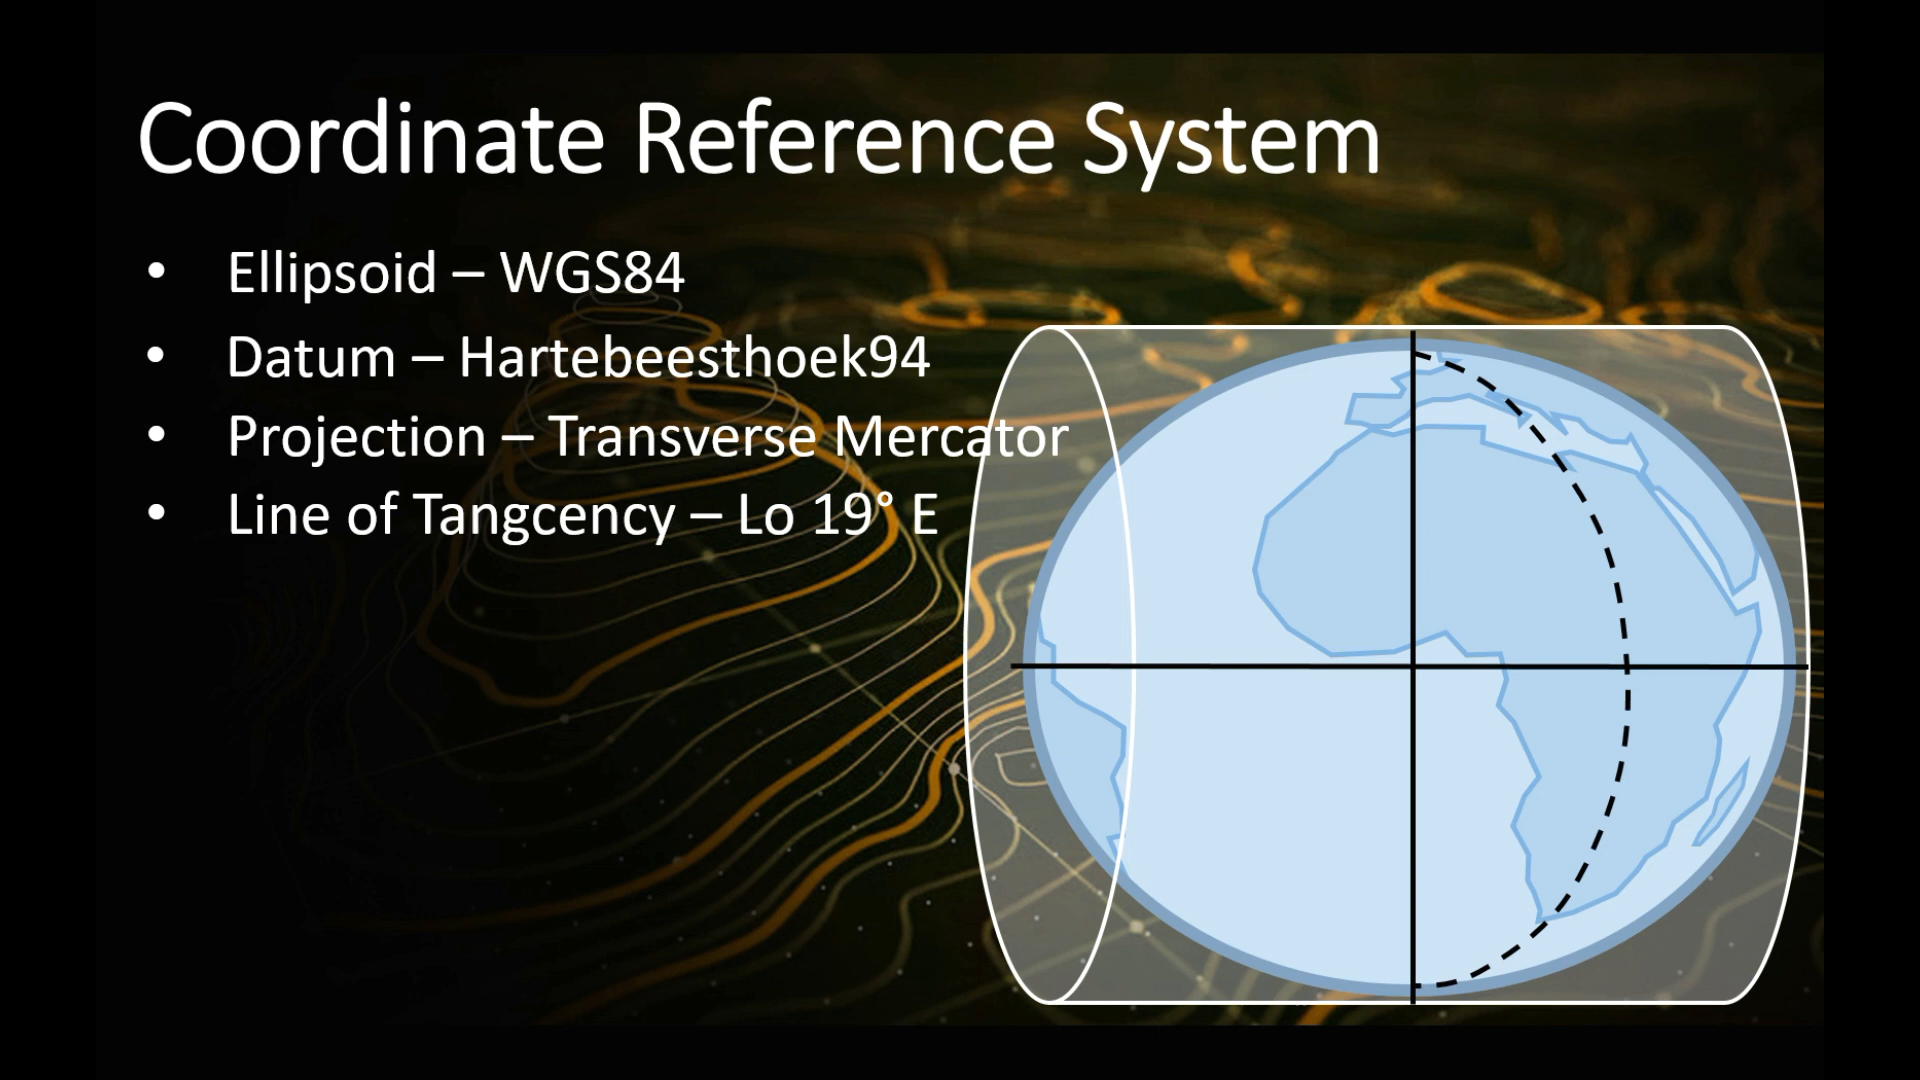 Coordinate Reference System
• Ellipsoid – WGS84
• Datum – Hartebeesthoek94
• Projection – Transverse Mercator
• Line of Tangcency – Lo 19° E